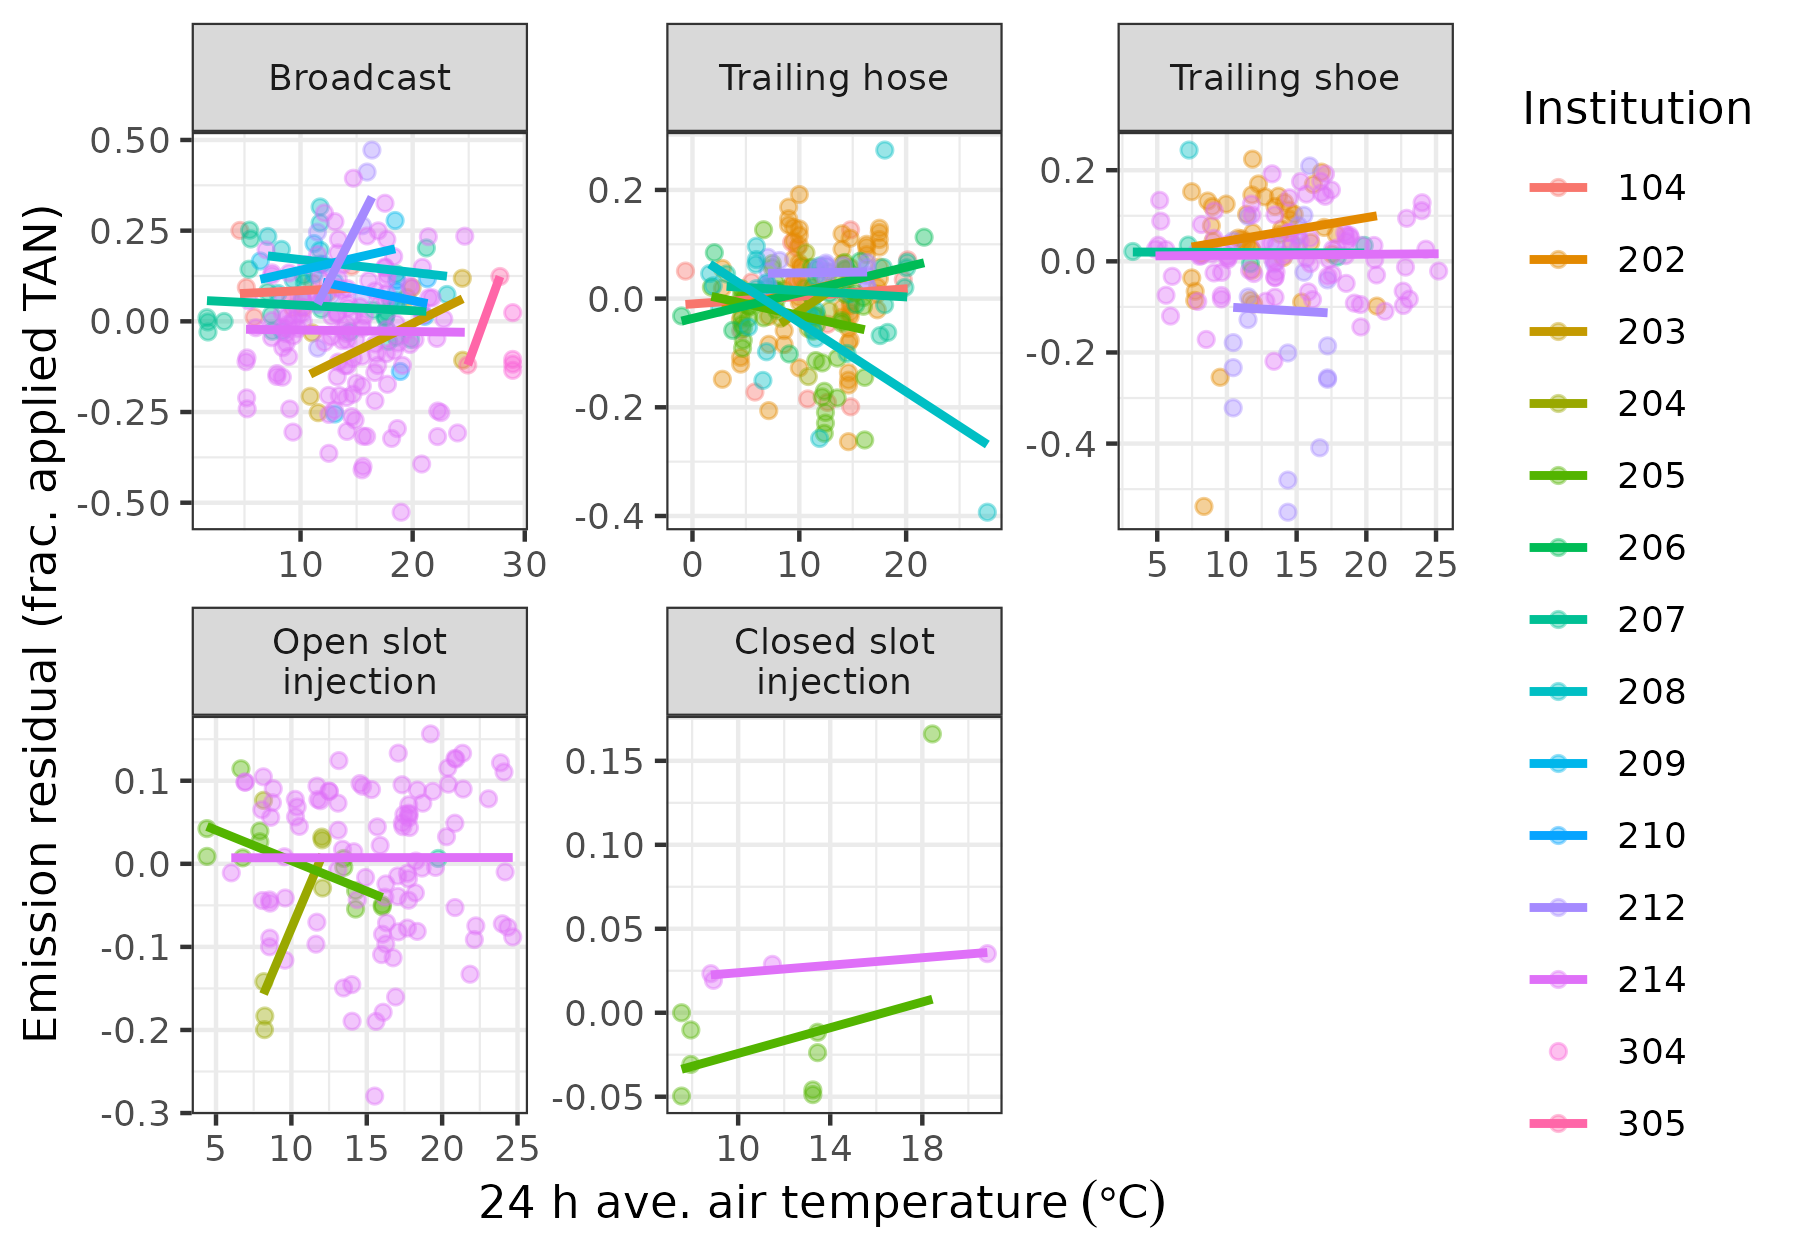 Broadcast
Trailing hose
Trailing shoe
0.50
0.25
0.00
-0.25
-0.50
10 20 30
0.2
0.0
-0.2
-0.4
0 10 20
0.2
0.0
-0.2
-0.4
5 10 15 20 25
Open slot
injection
Closed slot
injection
0.1
0.0
-0.1
-0.2
-0.3
5 10 15 20 25
0.15
0.10
0.05
0.00
-0.05
10 14 18
Emission residual (frac. applied TAN)
24 h ave. air temperature (°C)
Institution
104
202
203
204
205
206
207
208
209
210
212
214
304
305